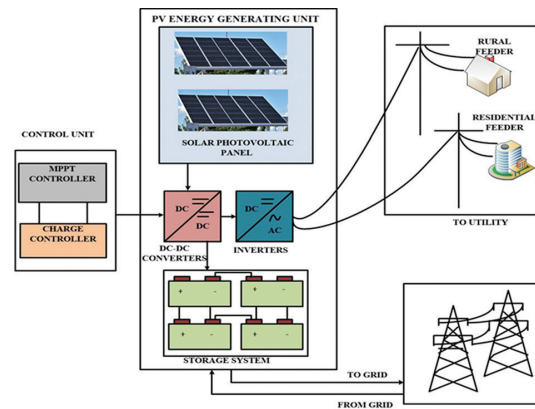 PV ENERGY GENERATING UNIT
SOLAR PHOTOVOLTAIC
PANEL
CONTROL UNIT
MPPT
CONTROLLER
CHARGE
CONTROLLER
DC
DC
DC-DC
CONVERTERS
DC
AC
INVERTERS
+ - + -
+ - + -
STORAGE SYSTEM
RURAL
FEEDER
RESIDENTIAL
FEEDER
TO UTILITY
TO GRID
FROM GRID